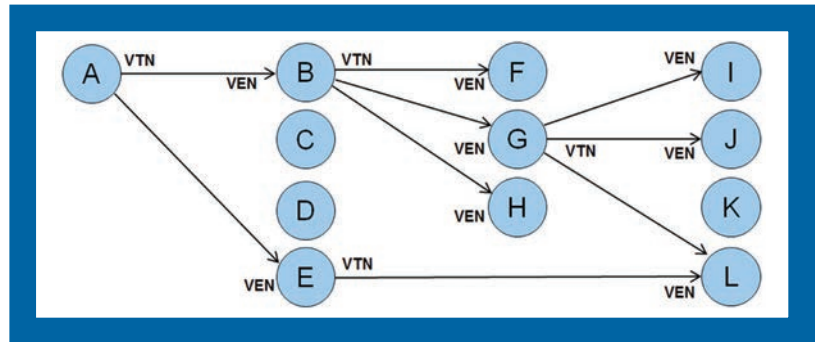 VTN VTN VEN
A VEN B VEN F I
C VEN G VTN VEN J
D VEN H K
VEN E VTN VEN L